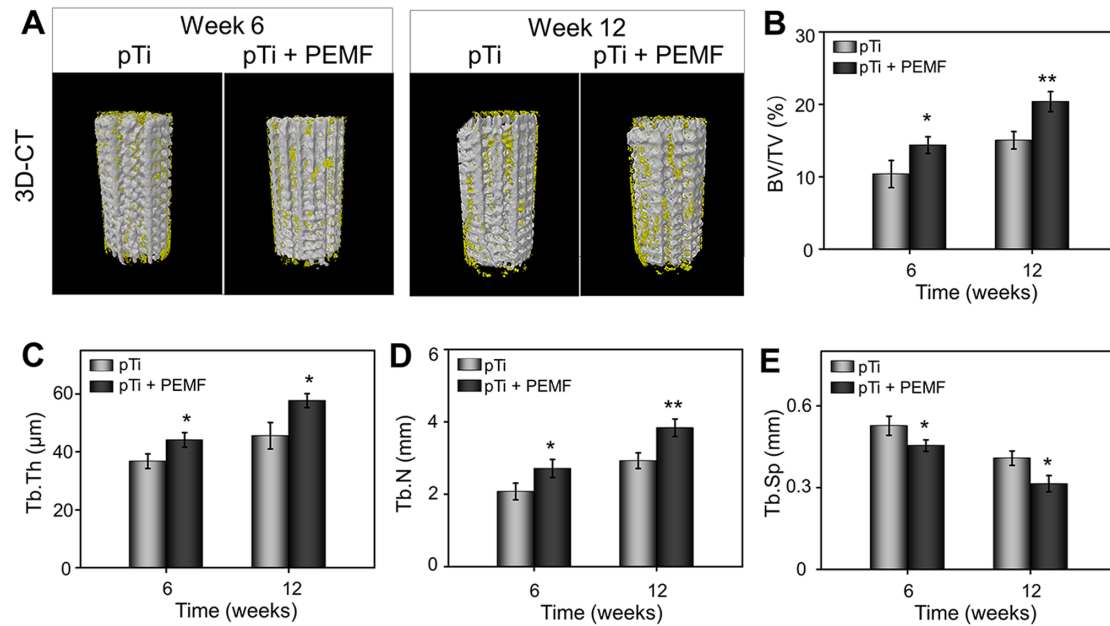 A
Week 6
Week 12
pTi
pTi + PEMF
pTi
pTi + PEMF
3D-CT
B
30
20
10
0
BV/TV (%)
pTi
pTi + PEMF
*
**
6
12
Time (weeks)
C
60
40
20
0
Tb.Th (μm)
pTi
pTi + PEMF
*
*
6
12
Time (weeks)
D
6
4
2
0
Tb.N (mm)
pTi
pTi + PEMF
*
**
6
12
Time (weeks)
E
0.6
0.3
0
Tb.Sp (mm)
pTi
pTi + PEMF
*
*
6
12
Time (weeks)